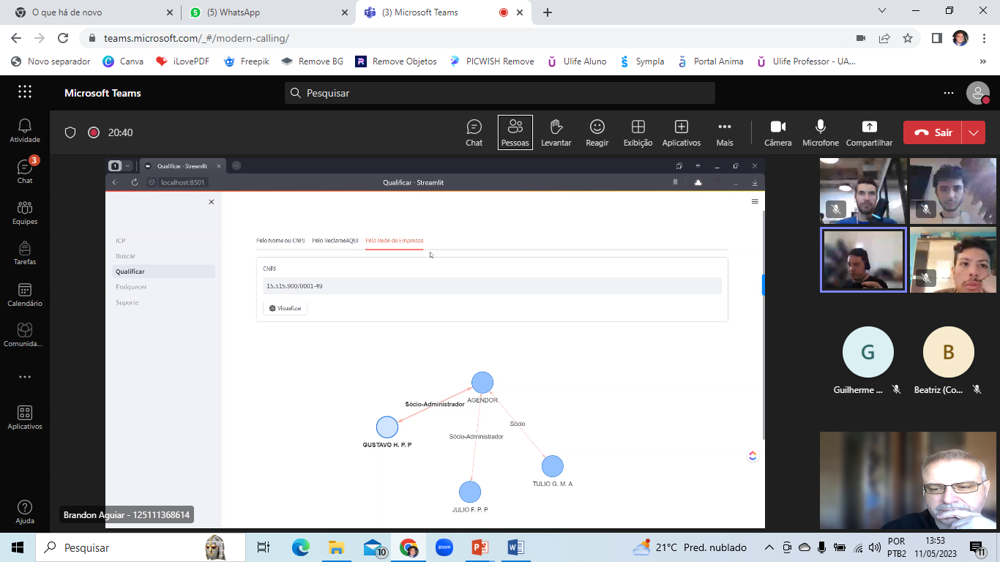 O que há de novo
(5) WhatsApp
(3) Microsoft Teams
teams.microsoft.com/_#/modern-calling/
Novo separador
Canva
iLovePDF
Freepik
Remove BG
Remove Objetos
PICWISH Remove
Ulife Aluno
Sympla
Portal Anima
Ulife Professor - UA...
Microsoft Teams
Pesquisar
Atividade
3
Chat
Equipes
Tarefas
Calendário
Comunida...
Aplicativos
Ajuda
20:40
Chat
Pessoas
Levantar
Reagir
Exibição
Aplicativos
Mais
Câmera
Microfone
Compartilhar
Sair
1
Qualificar · Streamlit
localhost:8501
Qualificar · Streamlit
ICP
Buscar
Qualificar
Enriquecer
Suporte
Pelo Nome ou CNPJ
Pelo ReclameAQUI
Pela Rede de Empresas
CNPJ
15.515.900/0001-49
Visualizar
AGENDOR
Sócio-Administrador
Sócio
GUSTAVO H. P. P
Sócio-Administrador
TULIO G. M. A
JULIO F. P. P
Brandon Aguiar - 125111368614
G
Guilherme ...
B
Beatriz (Co...
Pesquisar
10
zoom
21°C Pred. nublado
POR
PTB2
13:53
11/05/2023
11